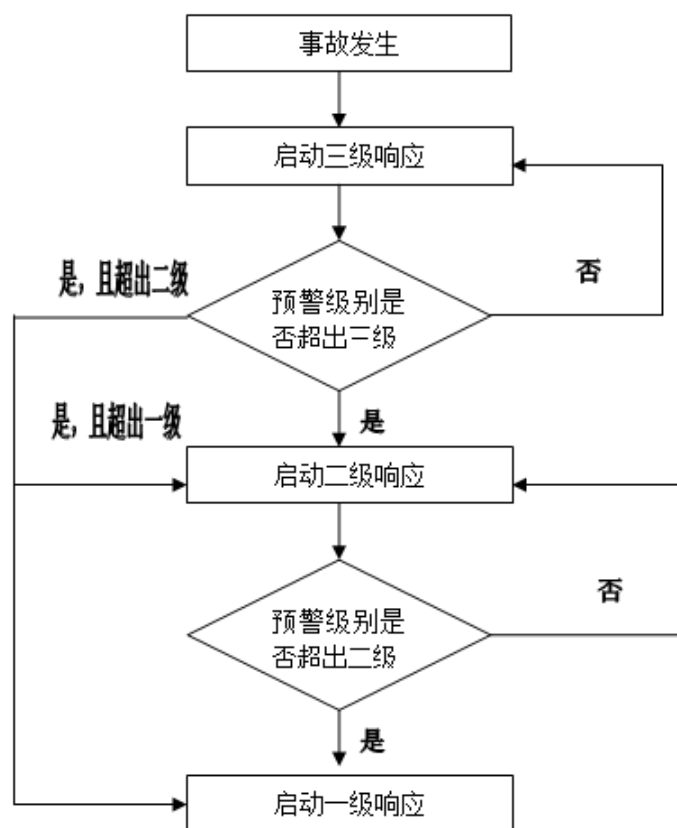 事故发生
启动三级响应
是，且超出二级
否
预警级别是
否超出三级
是，且超出一级
是
启动二级响应
预警级别是
否超出二级
否
是
启动一级响应